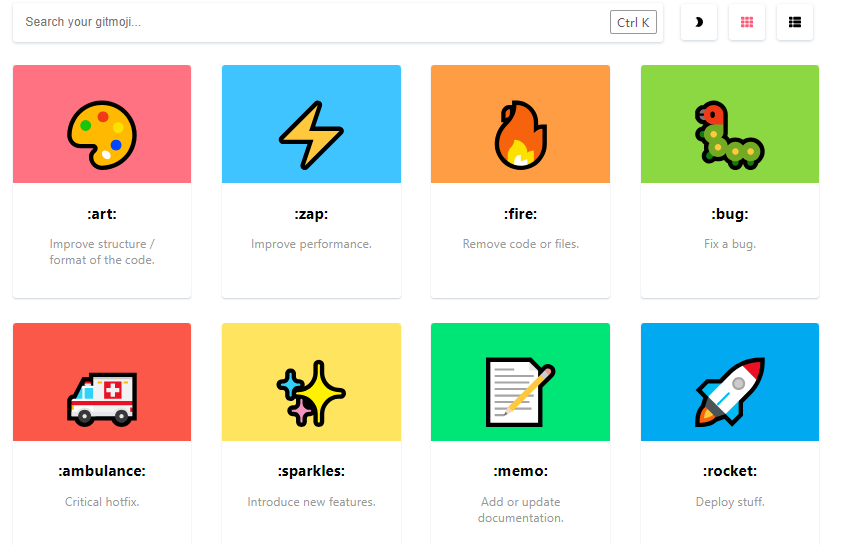 Search your gitmoji...
Ctrl K
:art:
:zap:
:fire:
:bug:
Improve structure /
format of the code.
Improve performance.
Remove code or files.
Fix a bug.
:ambulance:
:sparkles:
:memo:
:rocket:
Critical hotfix.
Introduce new features.
Add or update
documentation.
Deploy stuff.